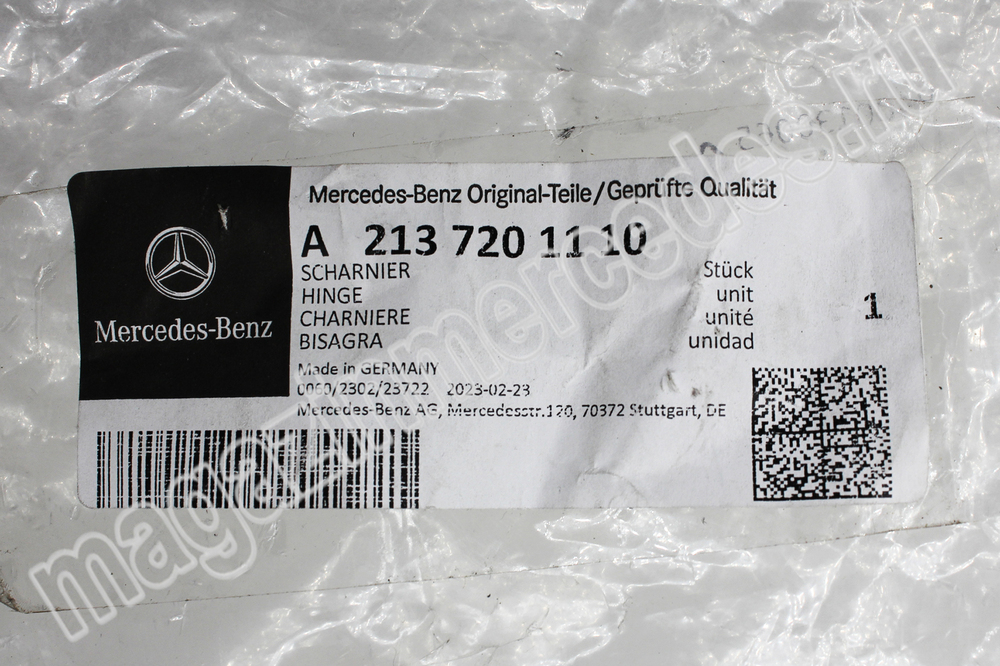 Mercedes-Benz Original-Teile/Geprüfte Qualität
A 213 720 11 10
SCHARNIER Stück
HINGE unit
CHARNIERE unité
BISAGRA unidad
1
Made in GERMANY
0060/2302/23722 2023-02-23
Mercedes-Benz AG, Mercedesstr.120, 70372 Stuttgart, DE
Mercedes-Benz
magazinmercedes.ru